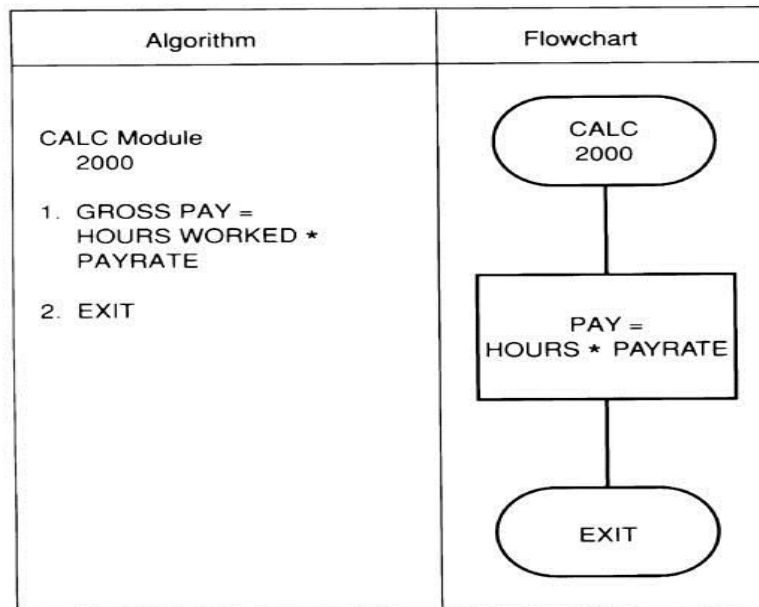 Algorithm
Flowchart
CALC Module
2000
1. GROSS PAY =
HOURS WORKED *
PAYRATE
2. EXIT
CALC
2000
PAY =
HOURS * PAYRATE
EXIT